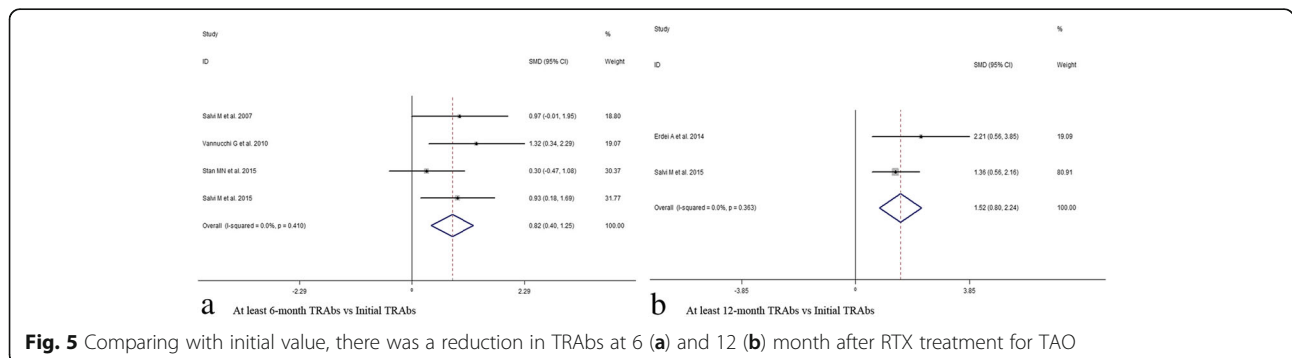 Study %
ID SMD (95% CI) Weight
Salvi M et al. 2007 0.97 (-0.01, 1.95) 18.80
Vannucchi G et al. 2010 1.32 (0.34, 2.29) 19.07
Stan MN et al. 2015 0.30 (-0.47, 1.08) 30.37
Salvi M et al. 2015 0.93 (0.18, 1.69) 31.77
Overall (I-squared = 0.0%, p = 0.410) 0.82 (0.40, 1.25) 100.00
-2.29 0 2.29
a At least 6-month TRAbs vs Initial TRAbs
Study %
ID SMD (95% CI) Weight
Erdei A et al. 2014 2.21 (0.56, 3.85) 19.09
Salvi M et al. 2015 1.36 (0.56, 2.16) 80.91
Overall (I-squared = 0.0%, p = 0.363) 1.52 (0.80, 2.24) 100.00
-3.85 0 3.85
b At least 12-month TRAbs vs Initial TRAbs
Fig. 5 Comparing with initial value, there was a reduction in TRAbs at 6 (a) and 12 (b) month after RTX treatment for TAO